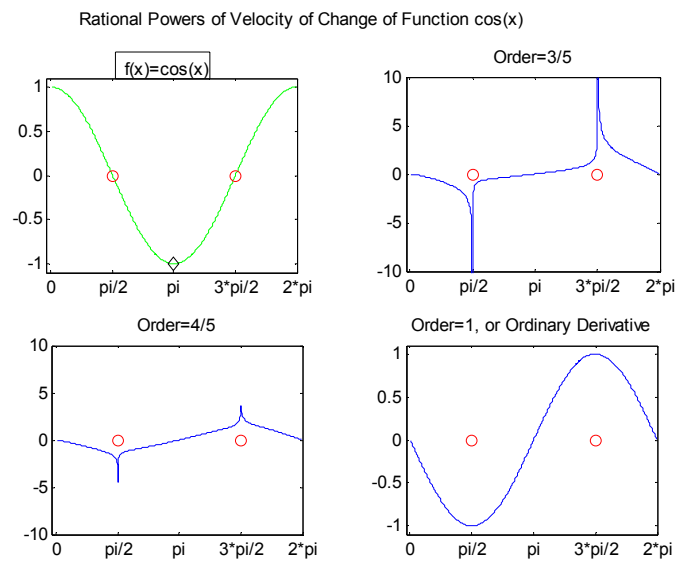 Rational Powers of Velocity of Change of Function cos(x)
f(x)=cos(x)
1
0.5
0
-0.5
-1
0 pi/2 pi 3*pi/2 2*pi
Order=3/5
10
5
0
-5
-10
0 pi/2 pi 3*pi/2 2*pi
Order=4/5
10
5
0
-5
-10
0 pi/2 pi 3*pi/2 2*pi
Order=1, or Ordinary Derivative
1
0.5
0
-0.5
-1
0 pi/2 pi 3*pi/2 2*pi